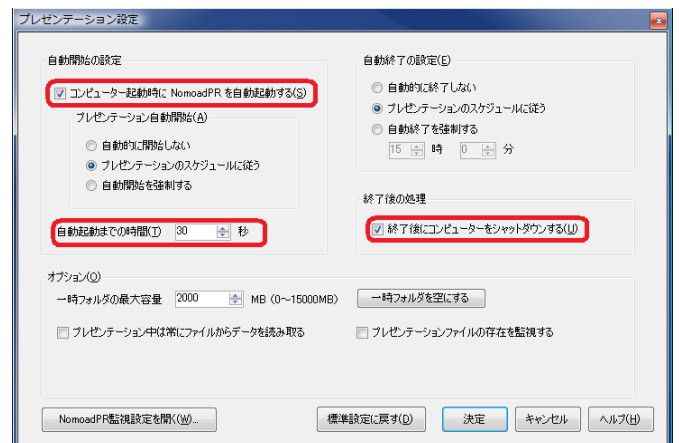 プレゼンテーション設定
自動開始の設定
コンピューター起動時に NomoadPR を自動起動する(S)
プレゼンテーション自動開始(A)
自動的に開始しない
プレゼンテーションのスケジュールに従う
自動開始を強制する
自動起動までの時間(T) 30 秒
自動終了の設定(E)
自動的に終了しない
プレゼンテーションのスケジュールに従う
自動終了を強制する
15 時 0 分
終了後の処理
終了後にコンピューターをシャットダウンする(U)
オプション(O)
一時フォルダの最大容量 2000 MB (0~15000MB) 一時フォルダを空にする
プレゼンテーション中は常にファイルからデータを読み取る プレゼンテーションファイルの存在を監視する
NomoadPR監視設定を開く(W)... 標準設定に戻す(D) 決定 キャンセル ヘルプ(H)